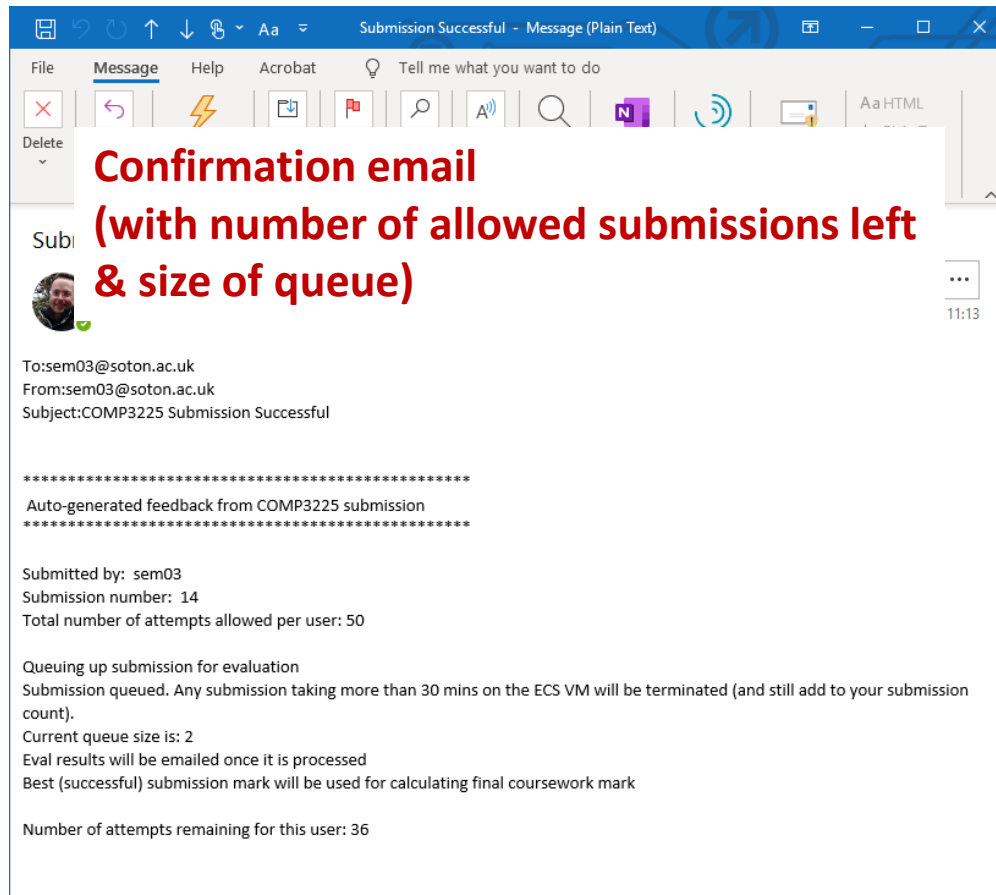 Submission Successful - Message (Plain Text)
File Message Help Acrobat Tell me what you want to do
Aa HTML
Delete
Confirmation email
(with number of allowed submissions left
& size of queue)
11:13
To:sem03@soton.ac.uk
From:sem03@soton.ac.uk
Subject:COMP3225 Submission Successful
**************************************************
Auto-generated feedback from COMP3225 submission
**************************************************
Submitted by: sem03
Submission number: 14
Total number of attempts allowed per user: 50
Queuing up submission for evaluation
Submission queued. Any submission taking more than 30 mins on the ECS VM will be terminated (and still add to your submission
count).
Current queue size is: 2
Eval results will be emailed once it is processed
Best (successful) submission mark will be used for calculating final coursework mark
Number of attempts remaining for this user: 36